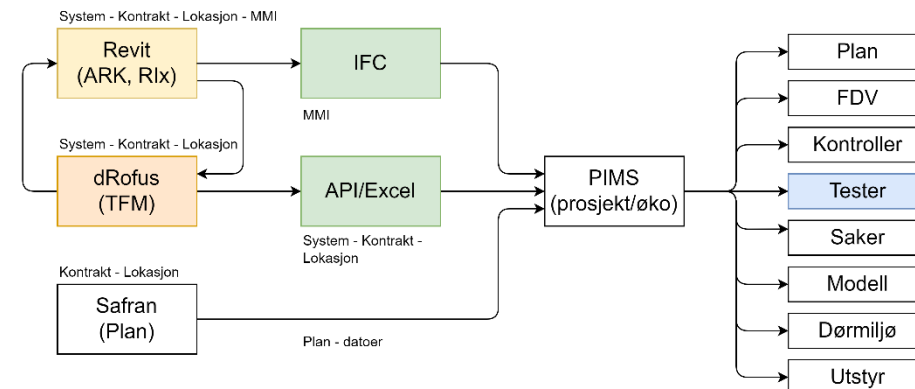 System - Kontrakt - Lokasjon - MMI
Revit
(ARK, RIx)
IFC
MMI
System - Kontrakt - Lokasjon
dRofus
(TFM)
API/Excel
System - Kontrakt -
Lokasjon
Kontrakt - Lokasjon
Safran
(Plan)
Plan - datoer
PIMS
(prosjekt/øko)
Plan
FDV
Kontroller
Tester
Saker
Modell
Dørmiljø
Utstyr